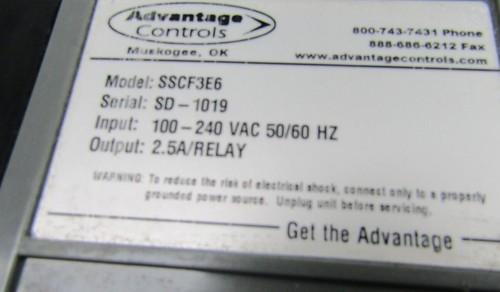 Advantage
Controls
Muskogee, OK
800-743-7431 Phone
888-686-6212 Fax
www.advantagecontrols.com
Model: SSCF3E6
Serial: SD-1019
Input: 100-240 VAC 50/60 HZ
Output: 2.5A/RELAY
WARNING: To reduce the risk of electrical shock, connect only to a properly
grounded power source. Unplug unit before servicing.
Get the Advantage